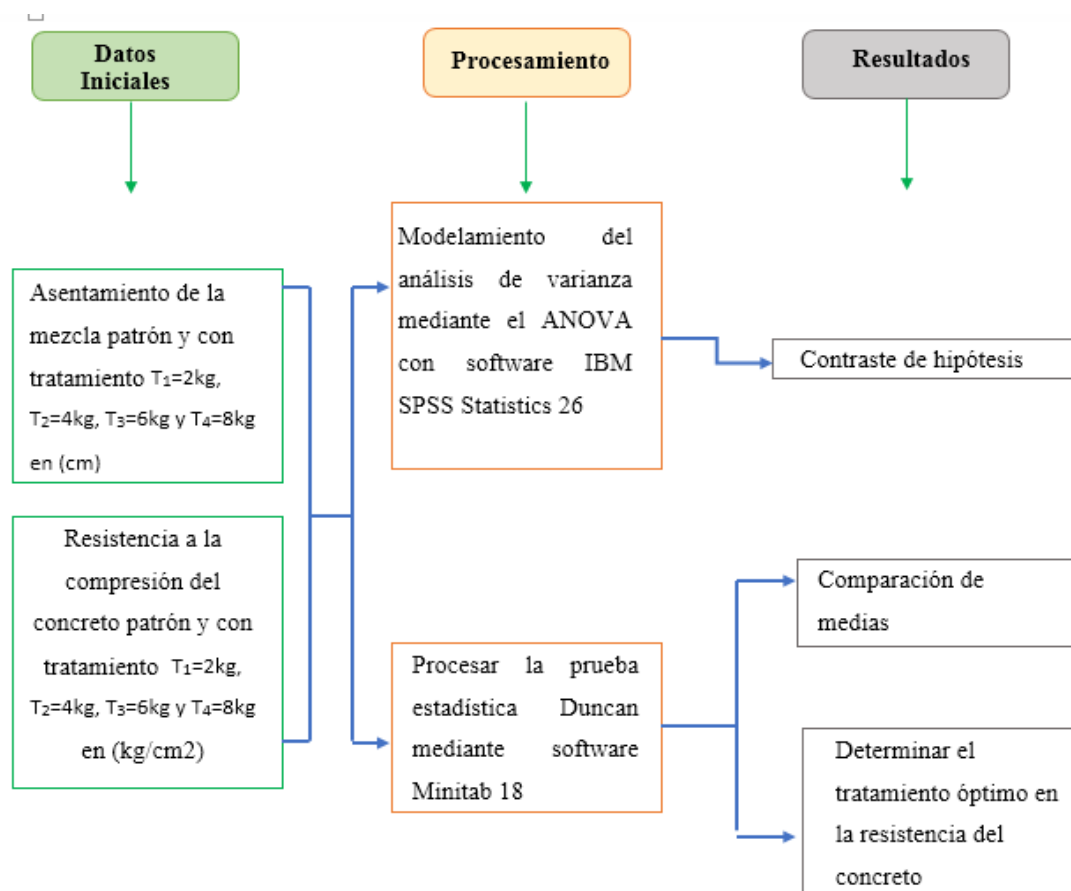 Datos
Iniciales
Procesamiento
Resultados
Asentamiento de la
mezcla patrón y con
tratamiento T₁=2kg,
T₂=4kg, T₃=6kg y T₄=8kg
en (cm)
Resistencia a la
compresión del
concreto patrón y con
tratamiento T₁=2kg,
T₂=4kg, T₃=6kg y T₄=8kg
en (kg/cm2)
Modelamiento del
análisis de varianza
mediante el ANOVA
con software IBM
SPSS Statistics 26
Procesar la prueba
estadística Duncan
mediante software
Minitab 18
Contraste de hipótesis
Comparación de
medias
Determinar el
tratamiento óptimo en
la resistencia del
concreto